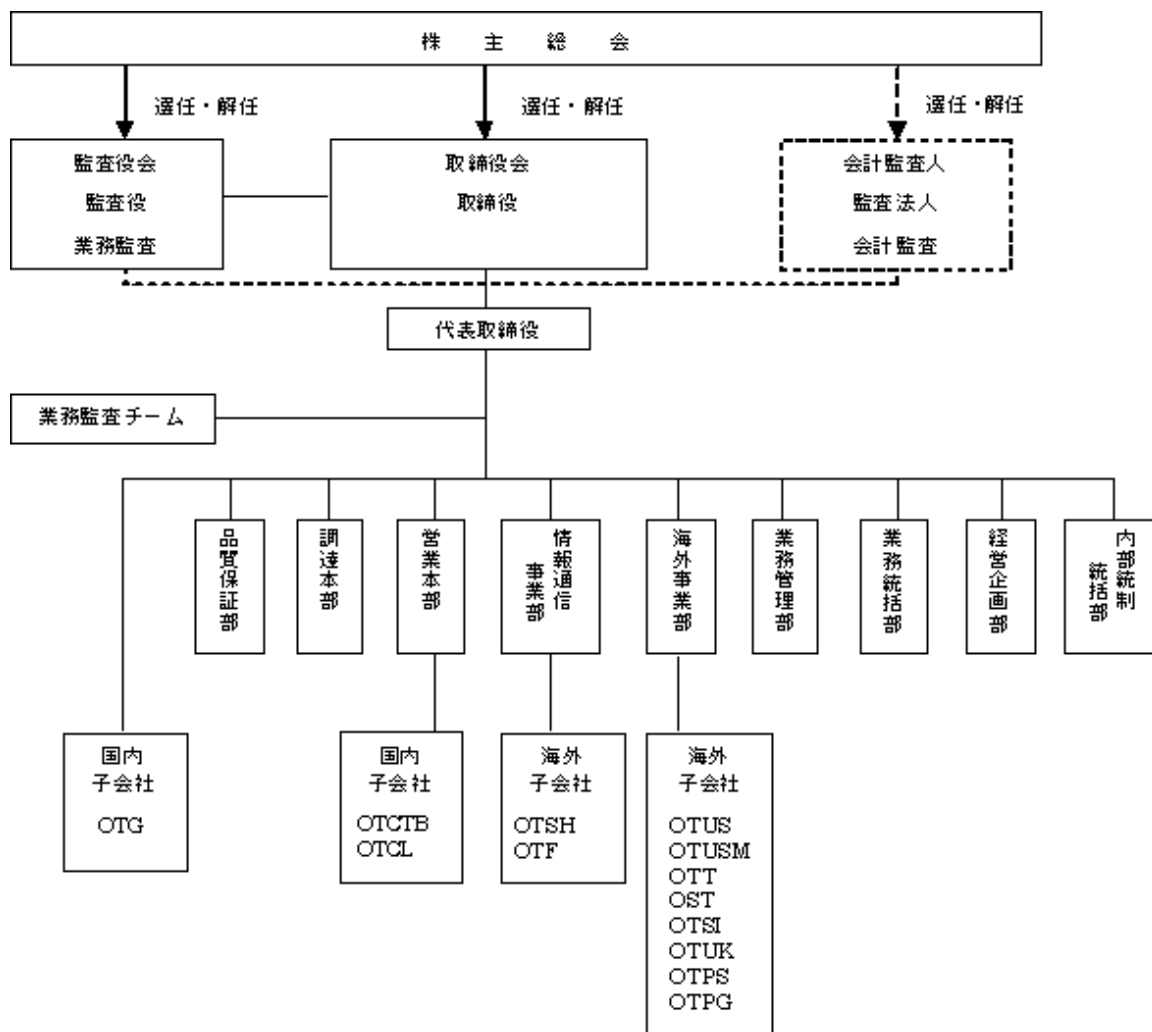 株主総会
選任・解任
選任・解任
選任・解任
監査役会
監査役
業務監査
取締役会
取締役
会計監査人
監査法人
会計監査
代表取締役
業務監査チーム
品質保証部
調達本部
営業本部
情報通信
事業部
海外事業部
業務管理部
業務統括部
経営企画部
内部統制
統括部
国内
子会社
OTG
国内
子会社
OTCTB
OTCL
海外
子会社
OTSH
OTF
海外
子会社
OTUS
OTUSM
OTT
OST
OTSI
OTUK
OTPS
OTPG